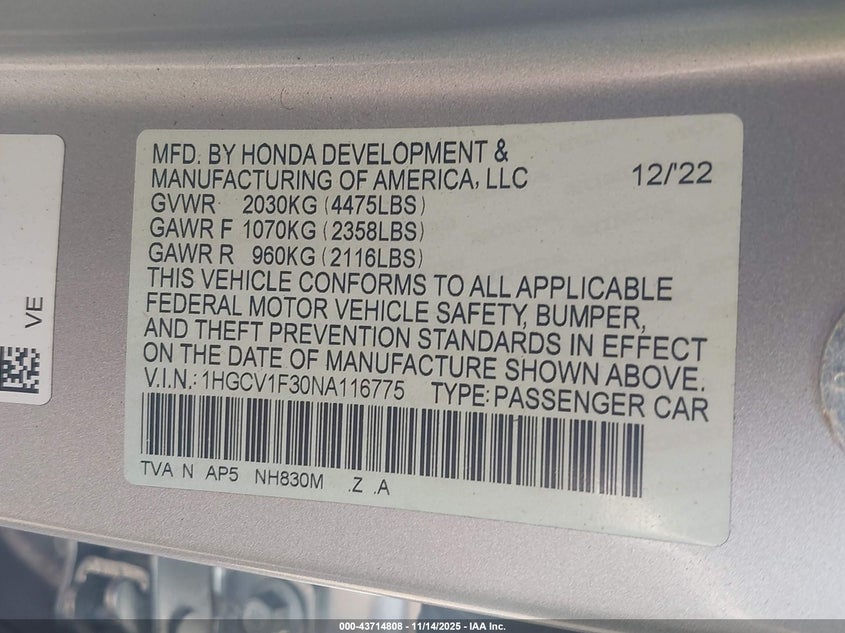 MFD. BY HONDA DEVELOPMENT &
MANUFACTURING OF AMERICA, LLC 12/'22
GVWR 2030KG (4475LBS)
GAWR F 1070KG (2358LBS)
GAWR R 960KG (2116LBS)
THIS VEHICLE CONFORMS TO ALL APPLICABLE
FEDERAL MOTOR VEHICLE SAFETY, BUMPER,
AND THEFT PREVENTION STANDARDS IN EFFECT
ON THE DATE OF MANUFACTURE SHOWN ABOVE.
V.I.N.: 1HGCV1F30NA116775 TYPE: PASSENGER CAR
TVA N AP5 NH830M .Z .A
VE
000-43714808 - 11/14/2025 - IAA Inc.